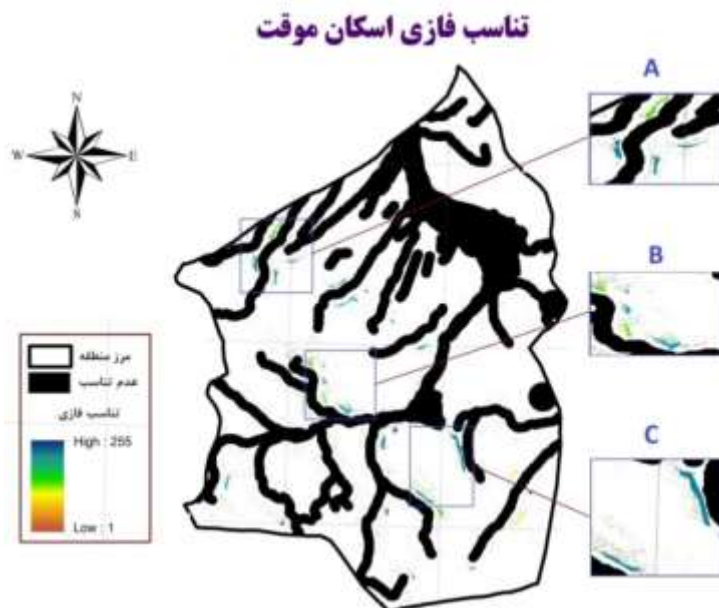 تناسب فازی اسکان موقت
A
N
W E
S
B
مرز منطقه
عدم تناسب
تناسب فازی
High : 255
Low : 1
C